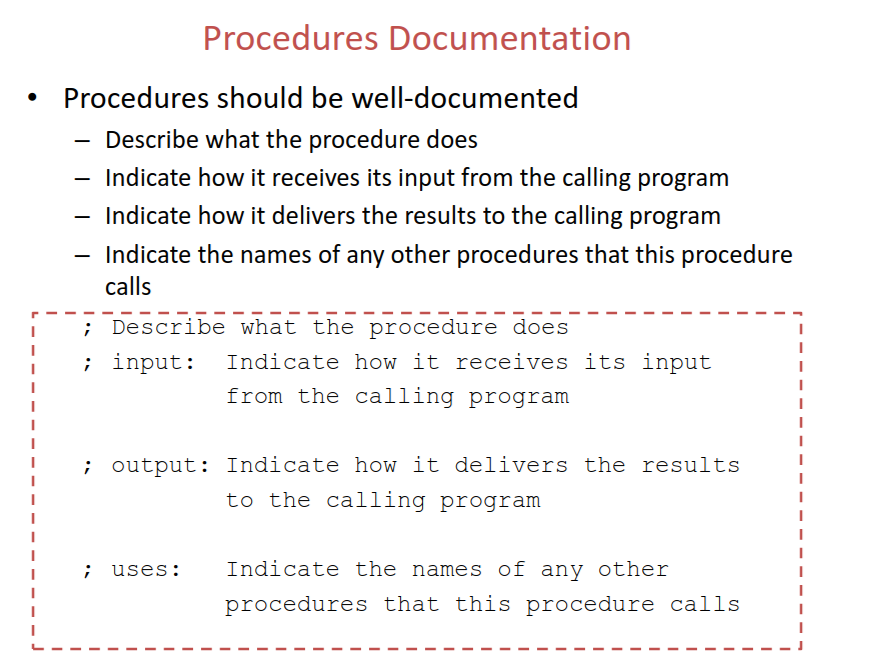 Procedures Documentation
• Procedures should be well-documented
– Describe what the procedure does
– Indicate how it receives its input from the calling program
– Indicate how it delivers the results to the calling program
– Indicate the names of any other procedures that this procedure
calls
; Describe what the procedure does
; input: Indicate how it receives its input
from the calling program
; output: Indicate how it delivers the results
to the calling program
; uses: Indicate the names of any other
procedures that this procedure calls